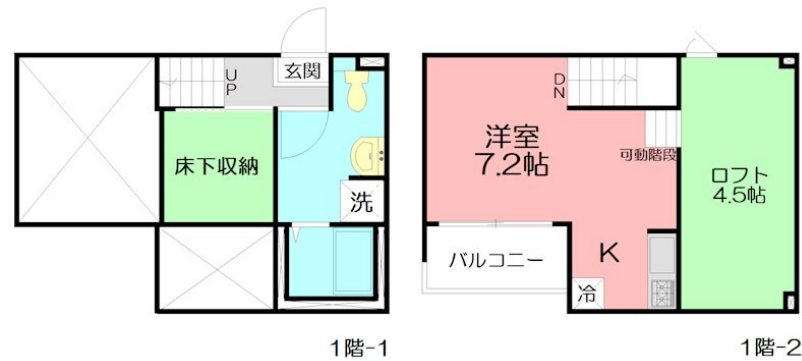 玄関
UP
床下収納
洗
1階-1
DN
洋室
7.2帖
可動階段
ロフト
4.5帖
バルコニー
K
冷
1階-2